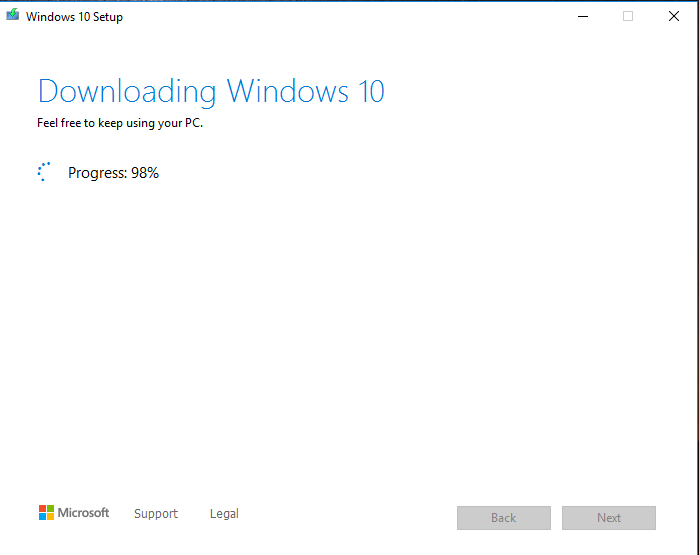 Windows 10 Setup
Downloading Windows 10
Feel free to keep using your PC.
Progress: 98%
Microsoft Support Legal Back Next